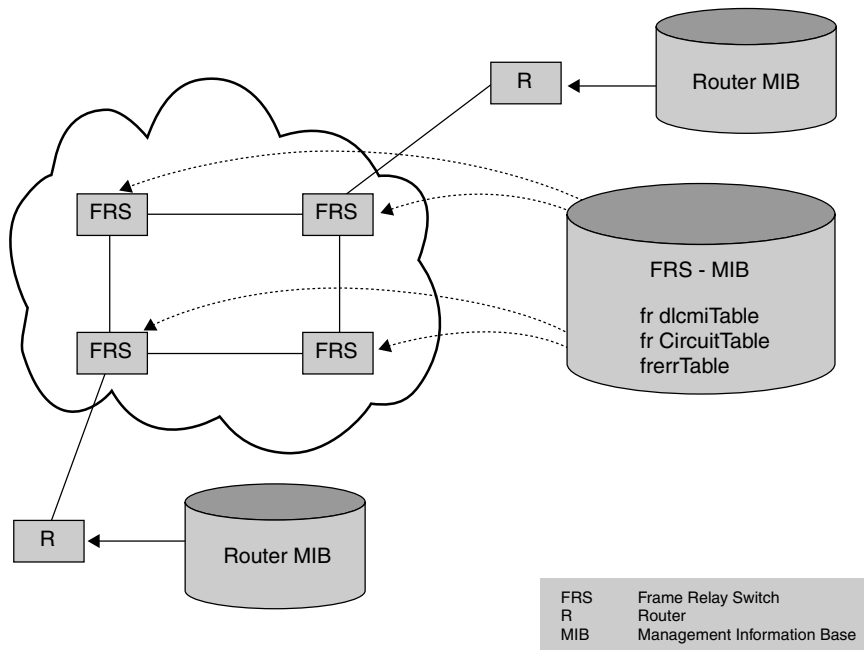 R
Router MIB
FRS
FRS
FRS - MIB
fr dlcmiTable
fr CircuitTable
frerrTable
FRS
FRS
R
Router MIB
FRS Frame Relay Switch
R Router
MIB Management Information Base